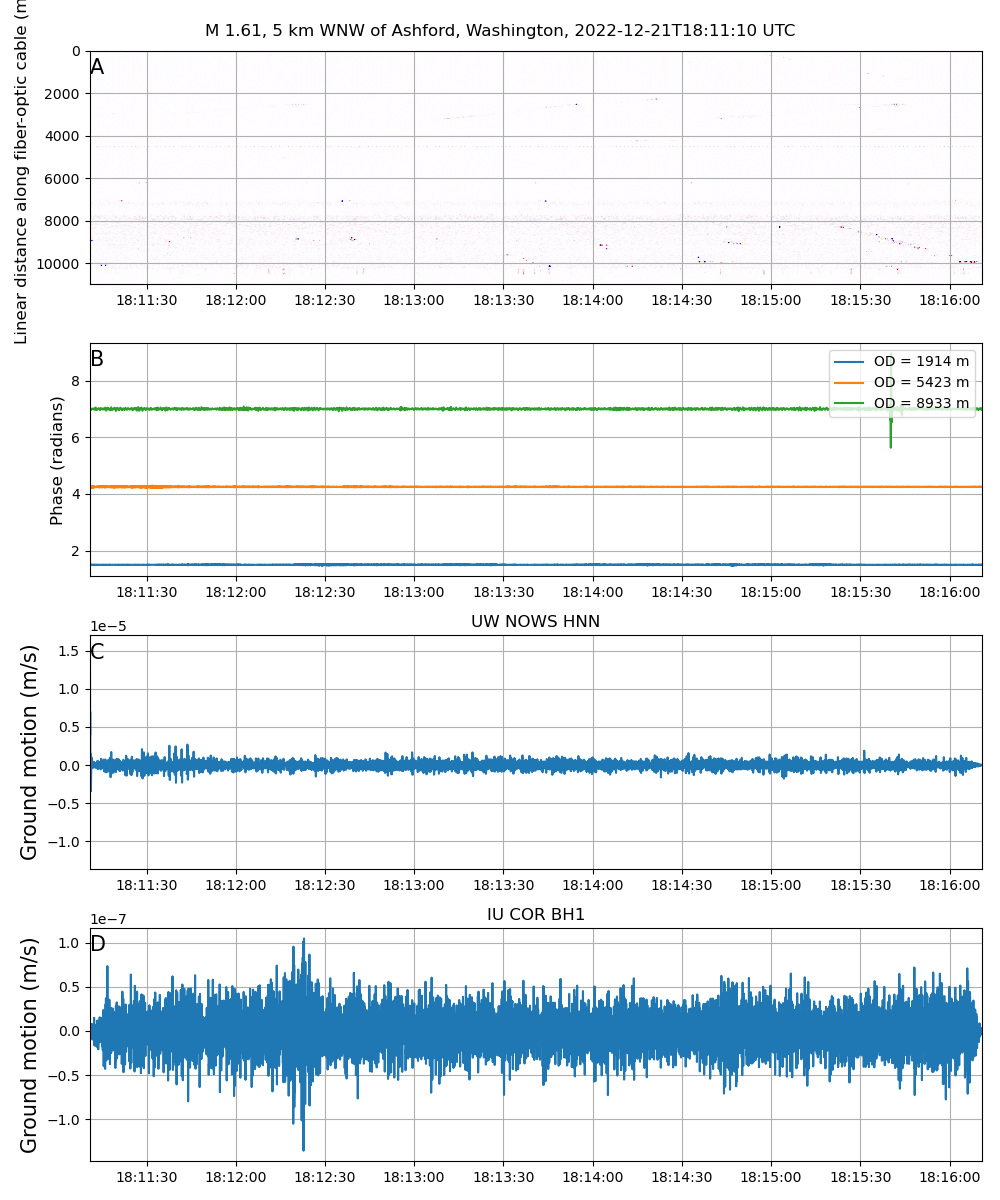 M 1.61, 5 km WNW of Ashford, Washington, 2022-12-21T18:11:10 UTC
A
Linear distance along fiber-optic cable (m
0
2000
4000
6000
8000
10000
18:11:30 18:12:00 18:12:30 18:13:00 18:13:30 18:14:00 18:14:30 18:15:00 18:15:30 18:16:00
B
Phase (radians)
8
6
4
2
OD = 1914 m
OD = 5423 m
OD = 8933 m
18:11:30 18:12:00 18:12:30 18:13:00 18:13:30 18:14:00 18:14:30 18:15:00 18:15:30 18:16:00
UW NOWS HNN
1e−5
C
Ground motion (m/s)
1.5
1.0
0.5
0.0
−0.5
−1.0
18:11:30 18:12:00 18:12:30 18:13:00 18:13:30 18:14:00 18:14:30 18:15:00 18:15:30 18:16:00
IU COR BH1
1e−7
D
Ground motion (m/s)
1.0
0.5
0.0
−0.5
−1.0
18:11:30 18:12:00 18:12:30 18:13:00 18:13:30 18:14:00 18:14:30 18:15:00 18:15:30 18:16:00